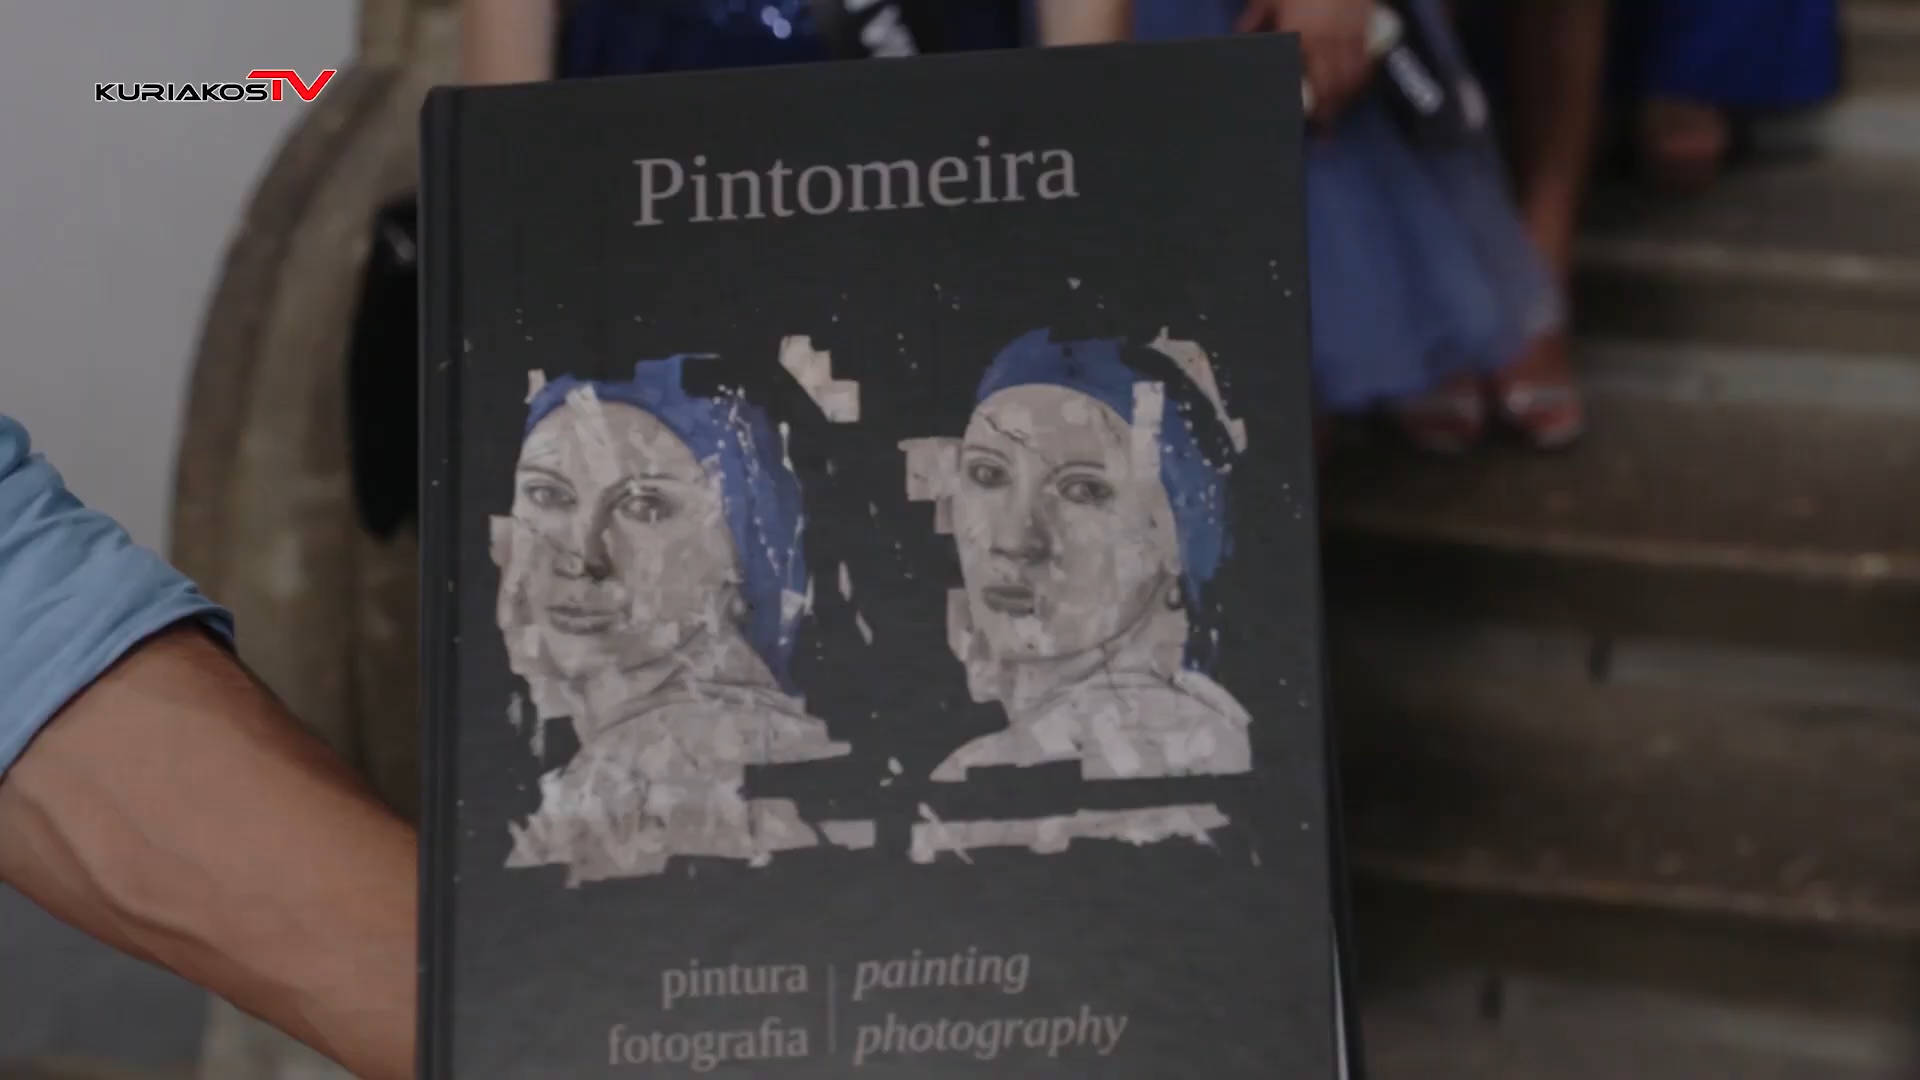 KURIAKOSTV
Pintomeira
pintura | painting
fotografia | photography